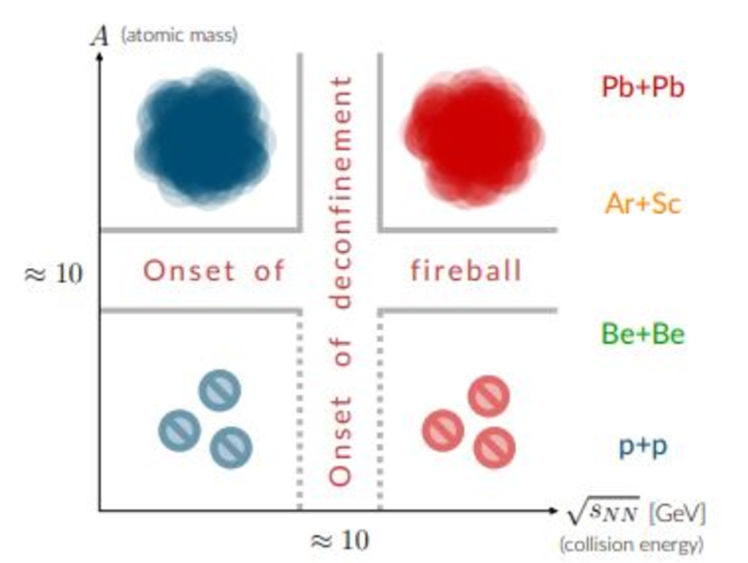 A (atomic mass)
Pb+Pb
Ar+Sc
≈ 10
Onset of fireball
Onset of deconfinement
Be+Be
p+p
√s_NN [GeV]
(collision energy)
≈ 10